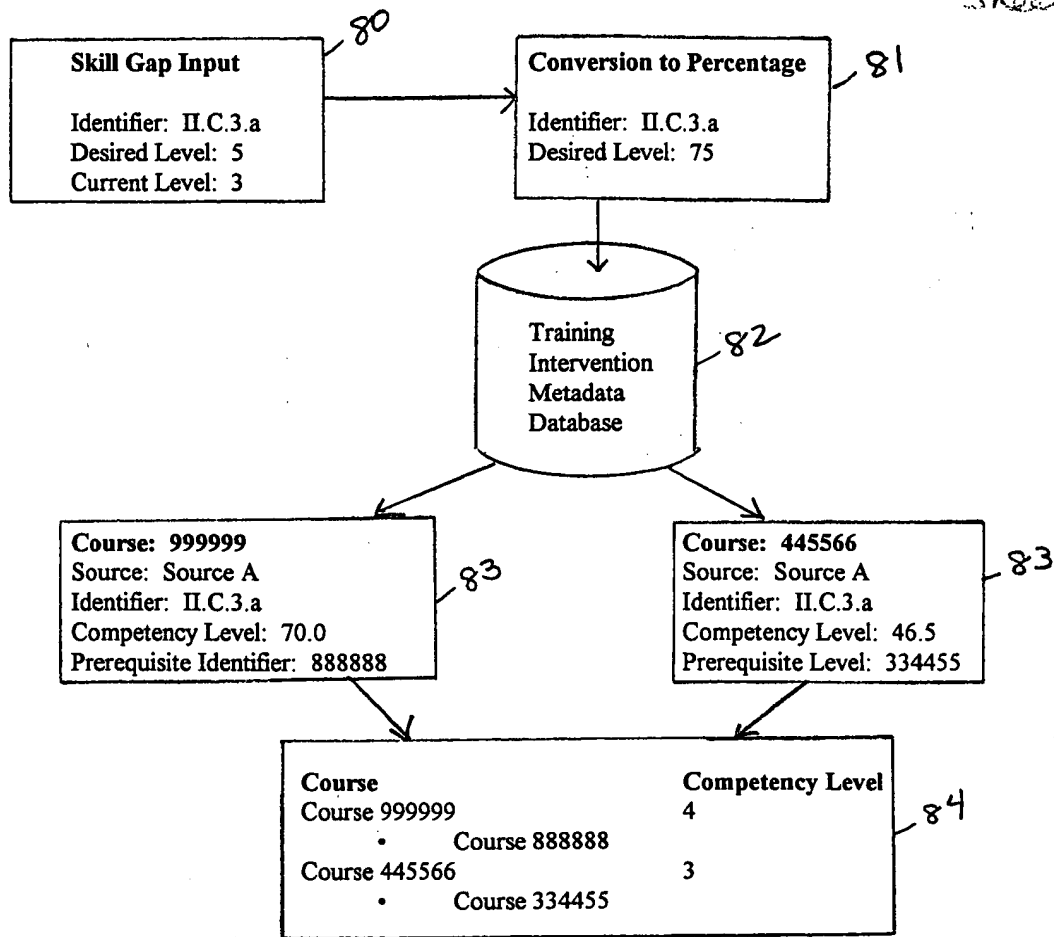 80
Skill Gap Input
Identifier: II.C.3.a
Desired Level: 5
Current Level: 3
81
Conversion to Percentage
Identifier: II.C.3.a
Desired Level: 75
Training
Intervention
Metadata
Database
82
Course: 999999
Source: Source A
Identifier: II.C.3.a
Competency Level: 70.0
Prerequisite Identifier: 888888
83
Course: 445566
Source: Source A
Identifier: II.C.3.a
Competency Level: 46.5
Prerequisite Level: 334455
83
Course Competency Level
Course 999999 4
• Course 888888
Course 445566 3
• Course 334455
84